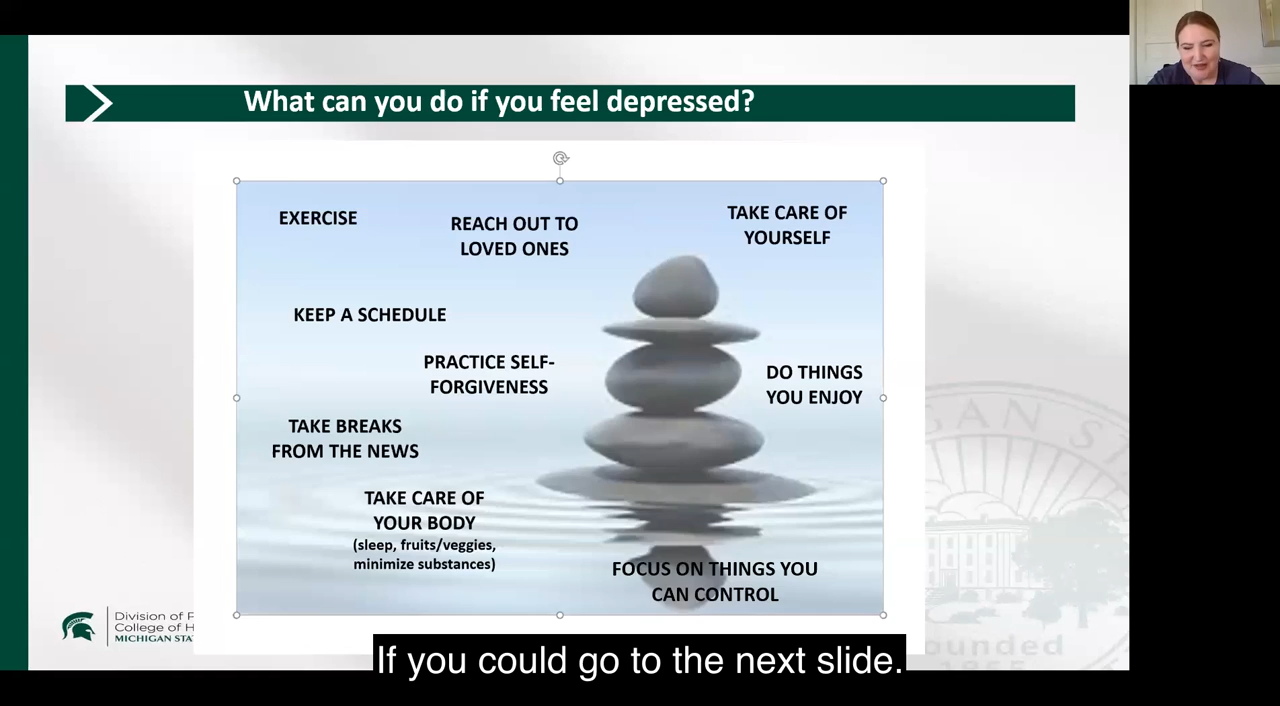 What can you do if you feel depressed?
EXERCISE
REACH OUT TO
LOVED ONES
TAKE CARE OF
YOURSELF
KEEP A SCHEDULE
PRACTICE SELF-
FORGIVENESS
DO THINGS
YOU ENJOY
TAKE BREAKS
FROM THE NEWS
TAKE CARE OF
YOUR BODY
(sleep, fruits/veggies,
minimize substances)
FOCUS ON THINGS YOU
CAN CONTROL
Division of
College of
MICHIGAN
If you could go to the next slide.